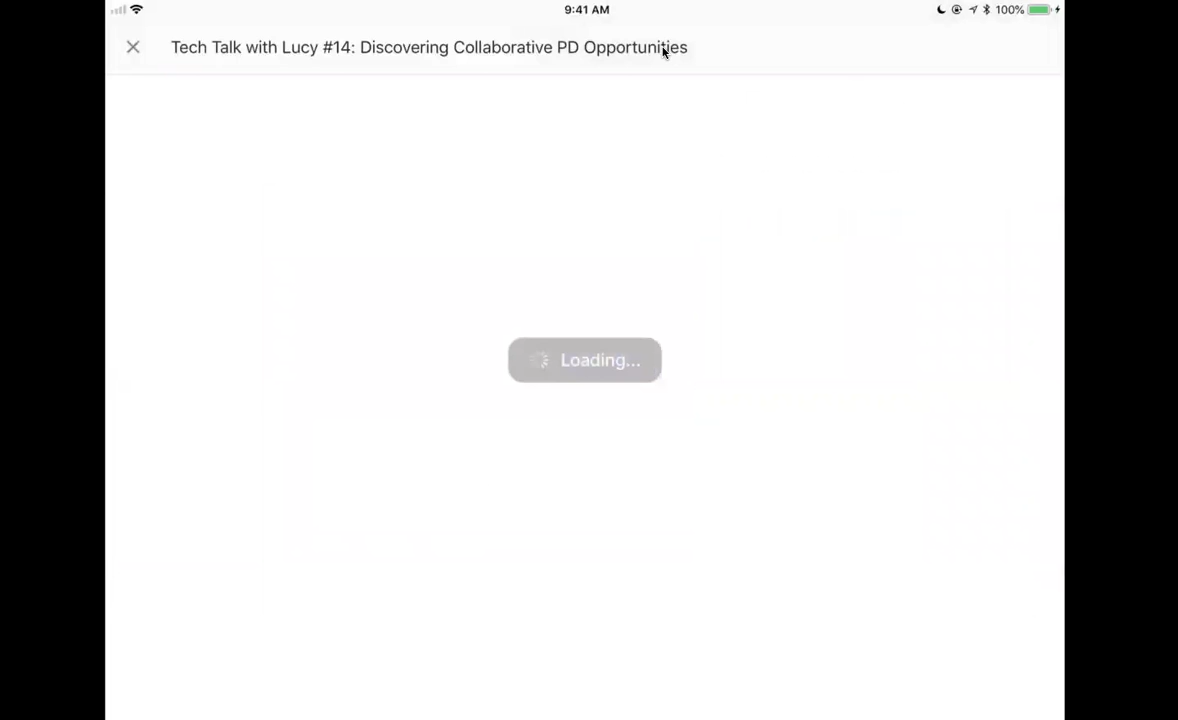 9:41 AM
100%
Tech Talk with Lucy #14: Discovering Collaborative PD Opportunities
Loading...